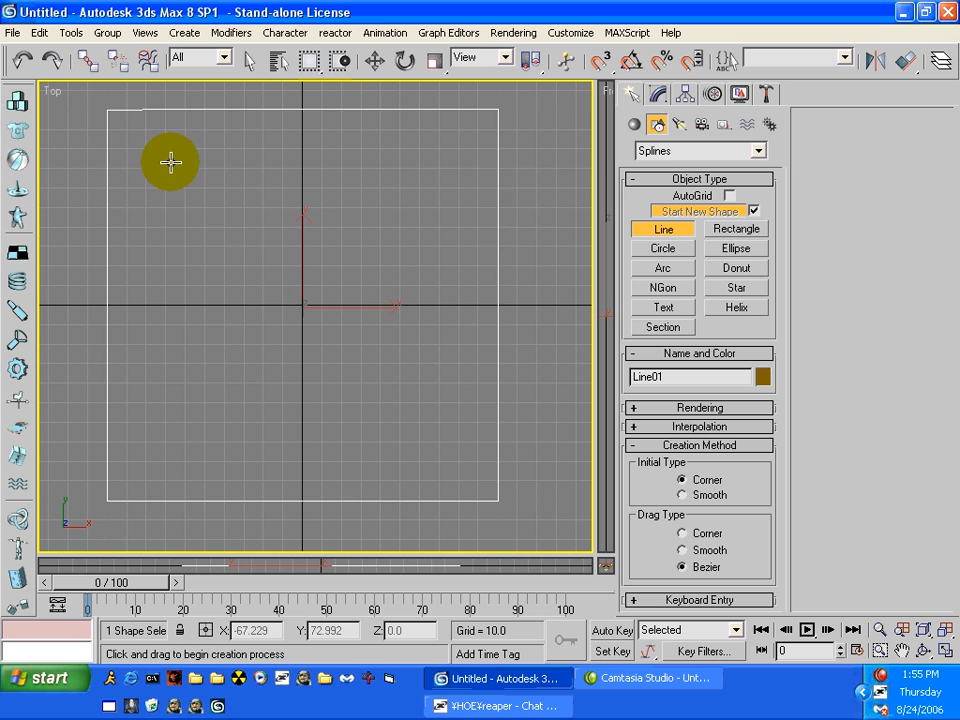 Untitled - Autodesk 3ds Max 8 SP1 - Stand-alone License
File Edit Tools Group Views Create Modifiers Character reactor Animation Graph Editors Rendering Customize MAXScript Help
All
View
Top
Splines
- Object Type
AutoGrid
Start New Shape
Line Rectangle
Circle Ellipse
Arc Donut
NGon Star
Text Helix
Section
- Name and Color
Line01
+ Rendering
+ Interpolation
- Creation Method
Initial Type
Corner
Smooth
Drag Type
Corner
Smooth
Bezier
+ Keyboard Entry
y
z x
< 0 / 100 >
0 10 20 30 40 50 60 70 80 90 100
1 Shape Sele X: -67.229 Y: 72.992 Z: 0.0 Grid = 10.0 Auto Key Selected
Click and drag to begin creation process Add Time Tag Set Key Key Filters... 0
start Untitled - Autodesk 3... Camtasia Studio - Unt... 1:55 PM
Thursday
¥HOE¥reaper - Chat ... 8/24/2006